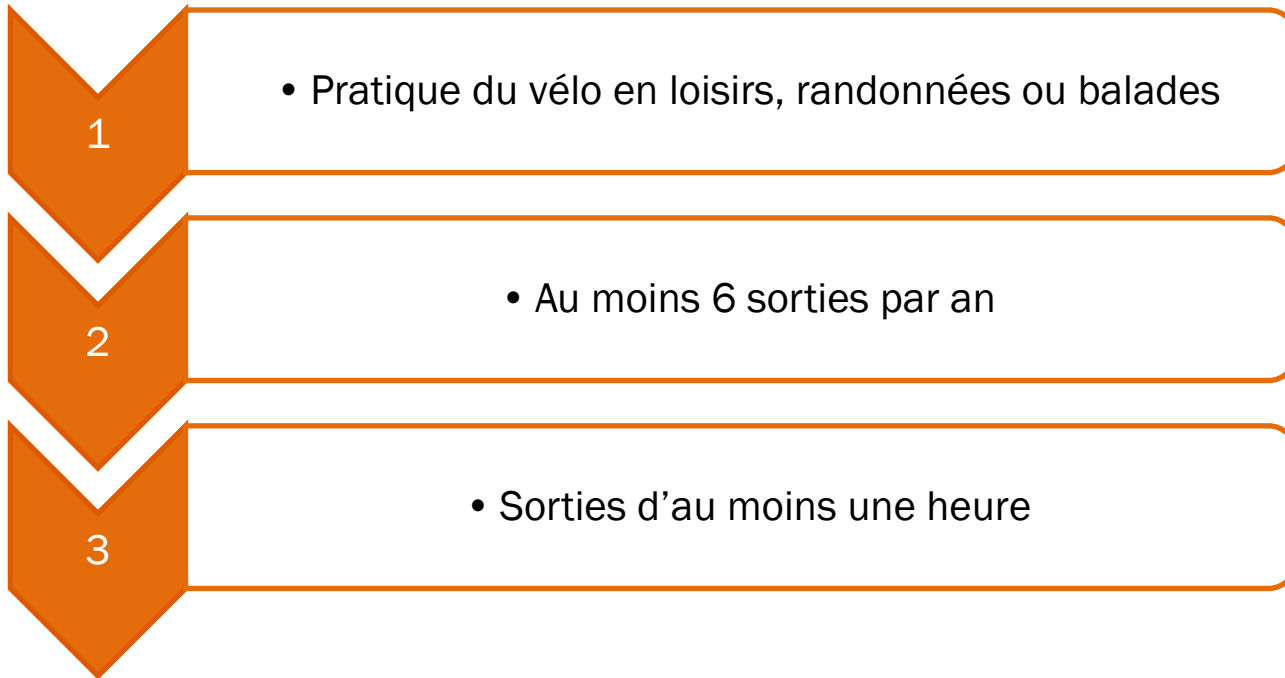 1
• Pratique du vélo en loisirs, randonnées ou balades
2
• Au moins 6 sorties par an
3
• Sorties d’au moins une heure